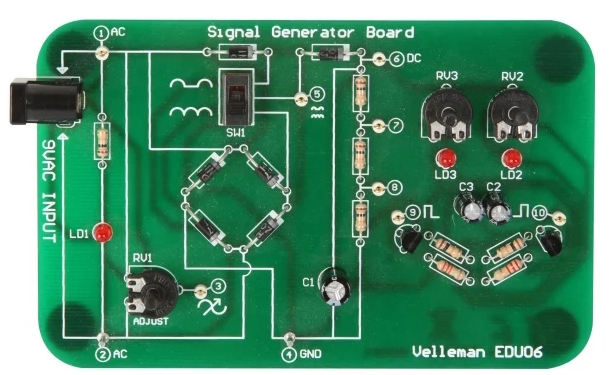 Signal Generator Board
1 AC
6 DC
RV3
RV2
5
SW1
7
9VAC INPUT
LD3
LD2
8
C3
C2
9
10
LD1
RV1
3
C1
ADJUST
2 AC
4 GND
Velleman EDU06